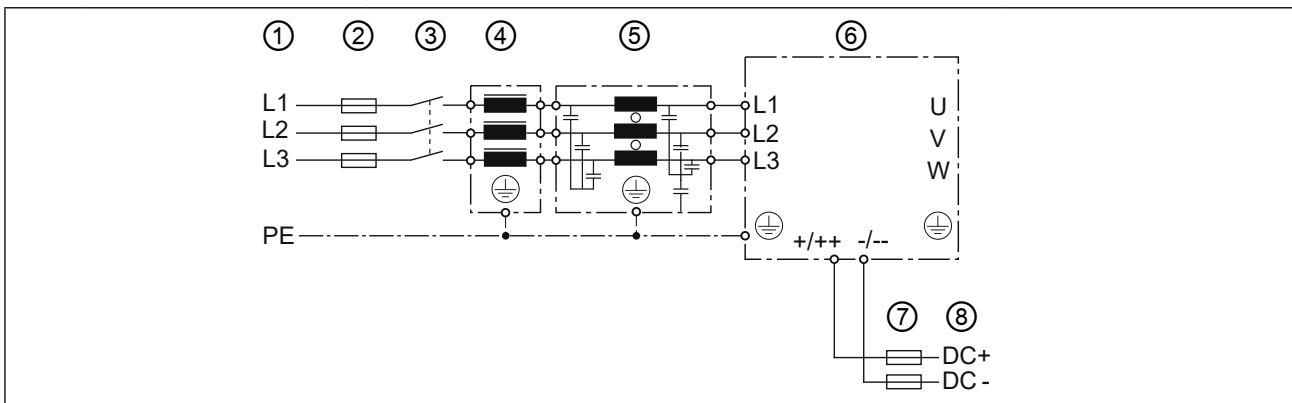 ① ② ③ ④ ⑤ ⑥
L1 L1 U
L2 L2 V
L3 L3 W
PE +/++ -/--
⑦ ⑧
DC+
DC -